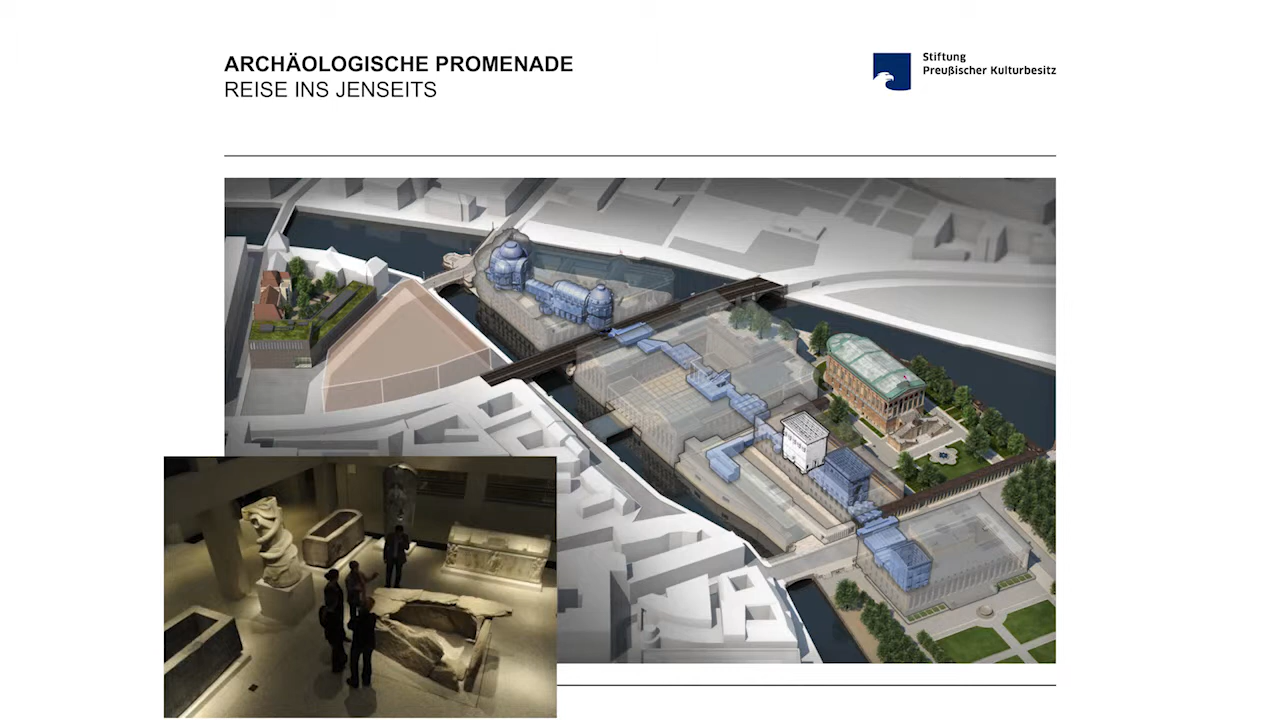 ARCHÄOLOGISCHE PROMENADE
REISE INS JENSEITS
Stiftung
Preußischer Kulturbesitz